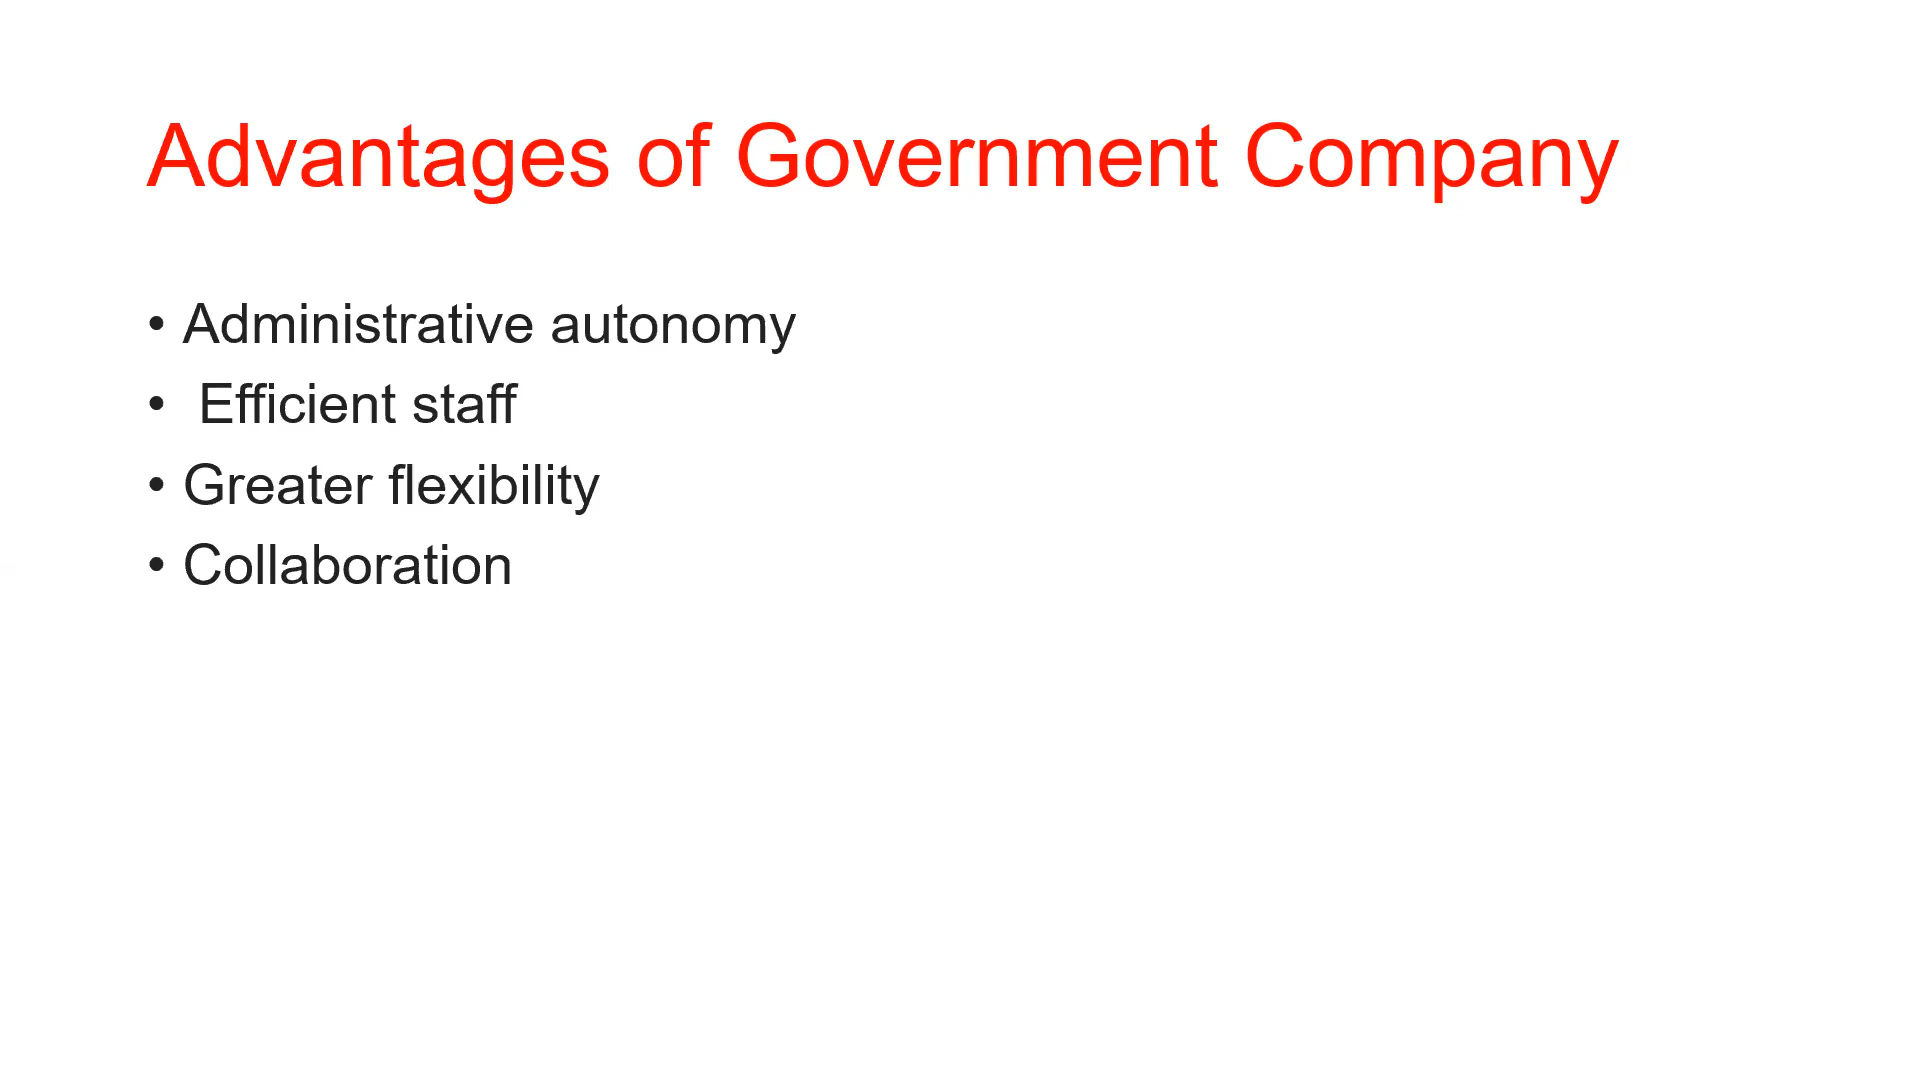 Advantages of Government Company
• Administrative autonomy
• Efficient staff
• Greater flexibility
• Collaboration